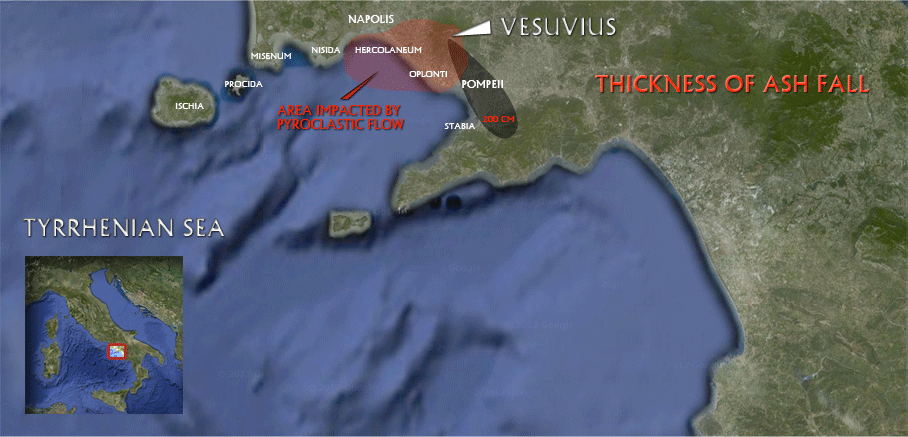 NAPOLIS
VESUVIUS
MISENUM
NISIDA
HERCOLANEUM
OPLONTI
PROCIDA
POMPEII
THICKNESS OF ASH FALL
ISCHIA
AREA IMPACTED BY
PYROCLASTIC FLOW
STABIA
200 CM
TYRRHENIAN SEA